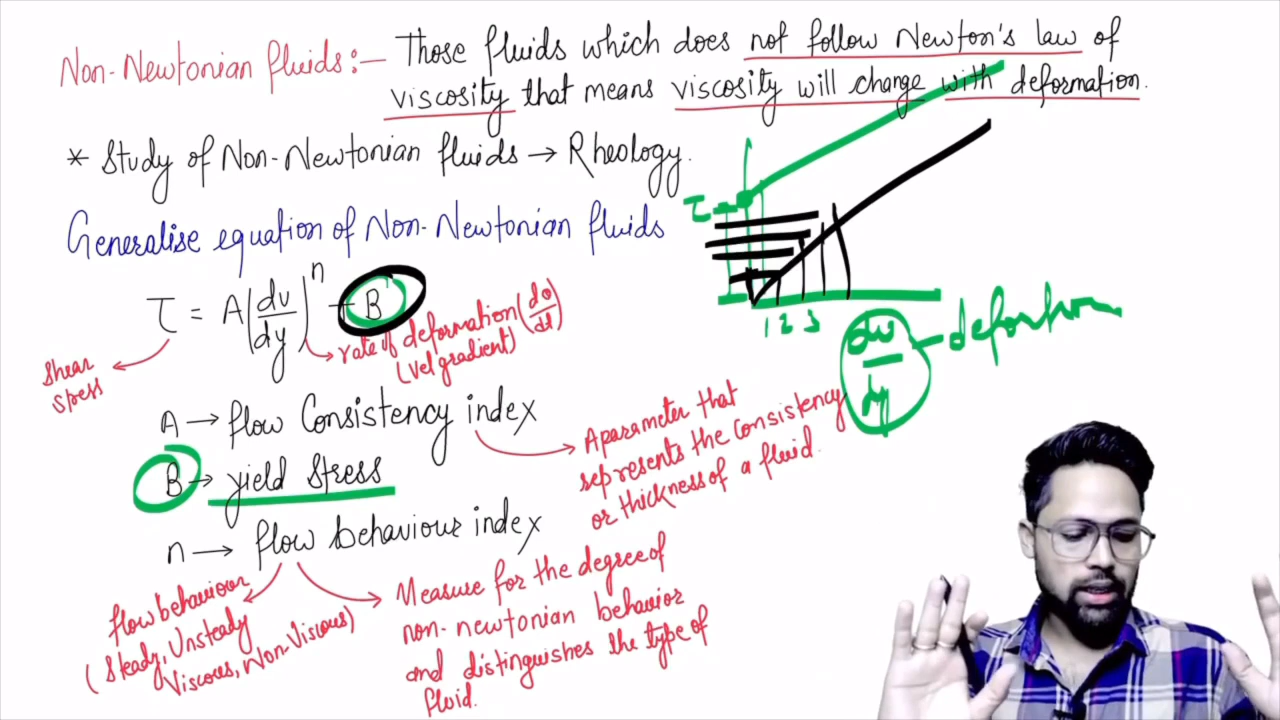 Non-Newtonian fluids:- Those fluids which does not follow Newton's law of
viscosity that means viscosity will change with deformation.
* Study of Non-Newtonian fluids → Rheology.
Generalise equation of Non-Newtonian fluids
τ = A(du/dy)^n + B
Shear
stress
rate of deformation (dθ/dt)
(vel gradient)
τ
1 2 3
du/dy
A → flow Consistency index
A parameter that
represents the consistency
or thickness of a fluid.
B → yield Stress
n → flow behaviour index
flow behaviour
(Steady, Unsteady
Viscous, Non-Viscous)
Measure for the degree of
non-newtonian behavior
and distinguishes the type of
fluid.